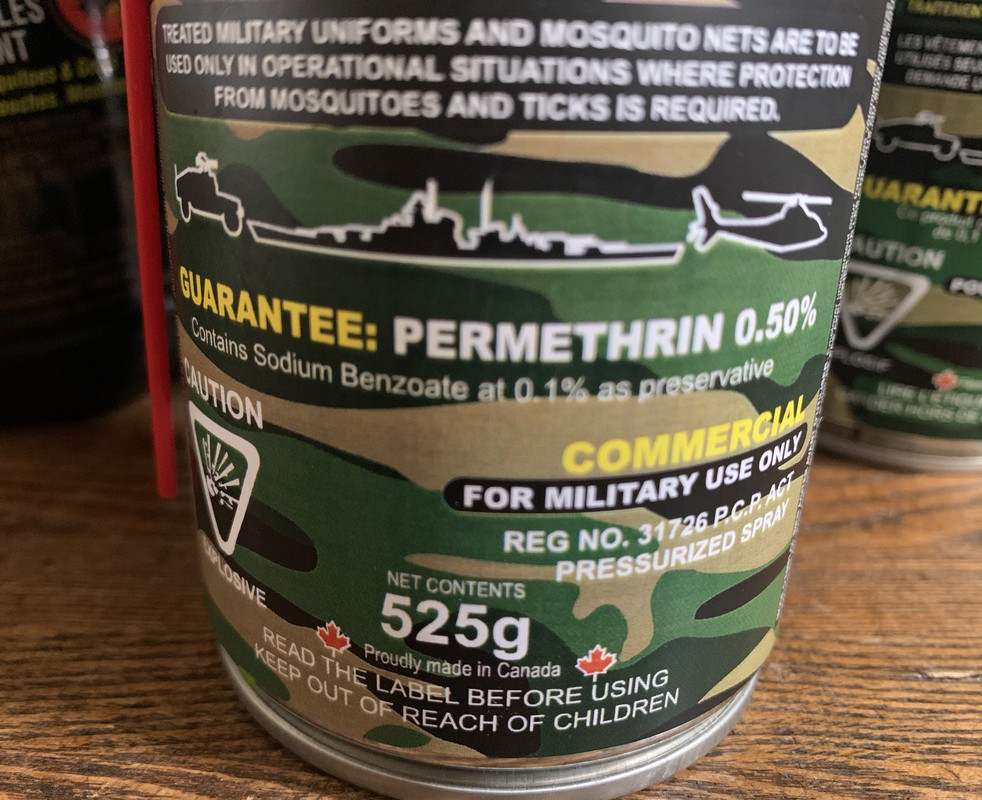 TREATED MILITARY UNIFORMS AND MOSQUITO NETS ARE TO BE
USED ONLY IN OPERATIONAL SITUATIONS WHERE PROTECTION
FROM MOSQUITOES AND TICKS IS REQUIRED.
GUARANTEE: PERMETHRIN 0.50%
Contains Sodium Benzoate at 0.1% as preservative
CAUTION
EXPLOSIVE
COMMERCIAL
FOR MILITARY USE ONLY
REG NO. 31726 P.C.P. ACT
PRESSURIZED SPRAY
NET CONTENTS
525g
Proudly made in Canada
READ THE LABEL BEFORE USING
KEEP OUT OF REACH OF CHILDREN